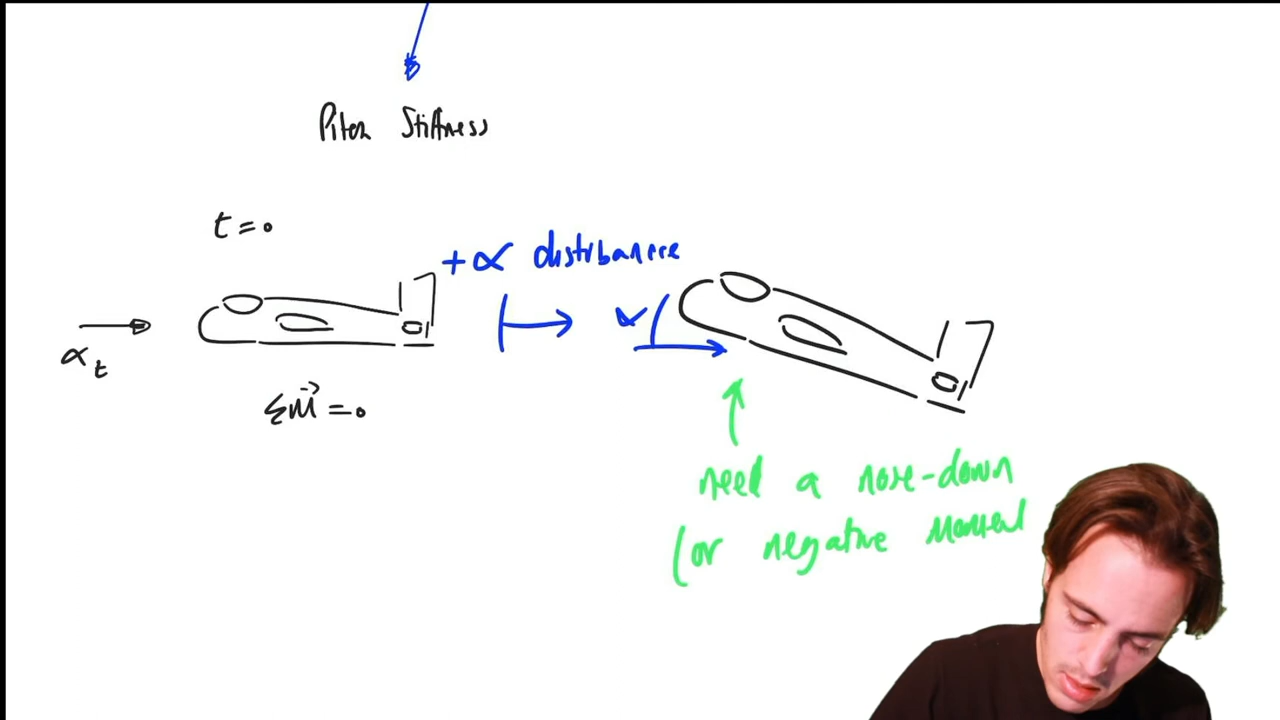 Pitch Stiffness
t=0
+α disturbance
α
α_t
ΣM⃗=0
need a nose-down
(or negative Moment